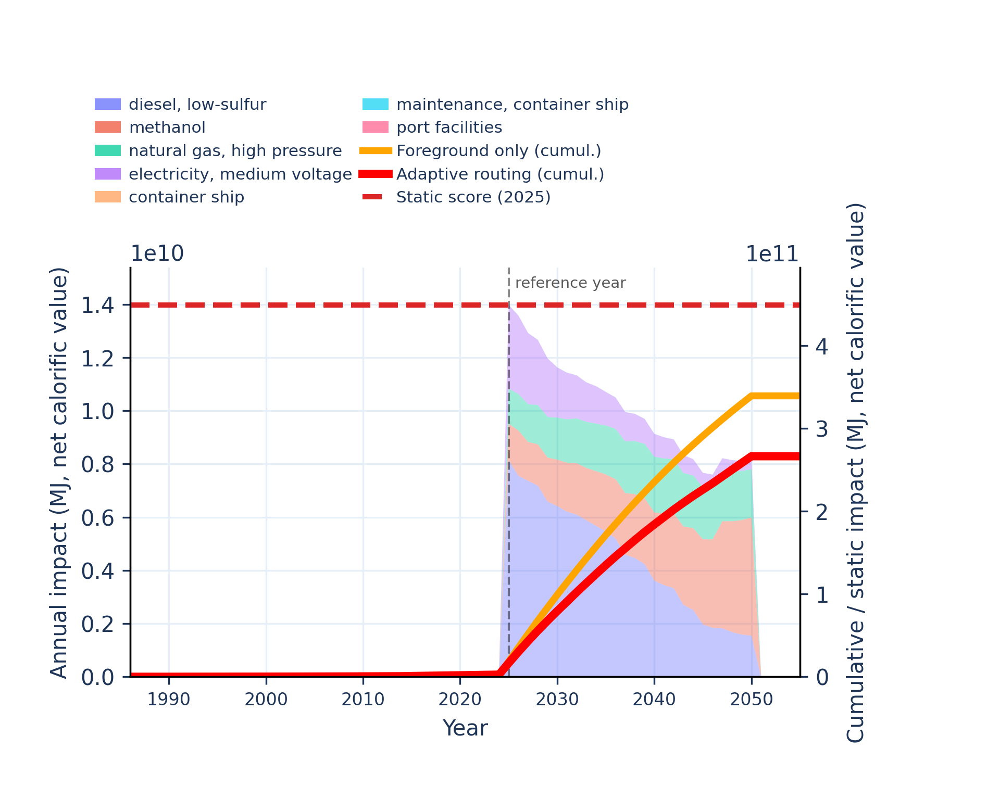 diesel, low-sulfur
methanol
natural gas, high pressure
electricity, medium voltage
container ship
maintenance, container ship
port facilities
Foreground only (cumul.)
Adaptive routing (cumul.)
Static score (2025)
1e10
1e11
reference year
Annual impact (MJ, net calorific value)
1.4
1.2
1.0
0.8
0.6
0.4
0.2
0.0
4
3
2
1
0
Cumulative / static impact (MJ, net calorific value)
1990 2000 2010 2020 2030 2040 2050
Year